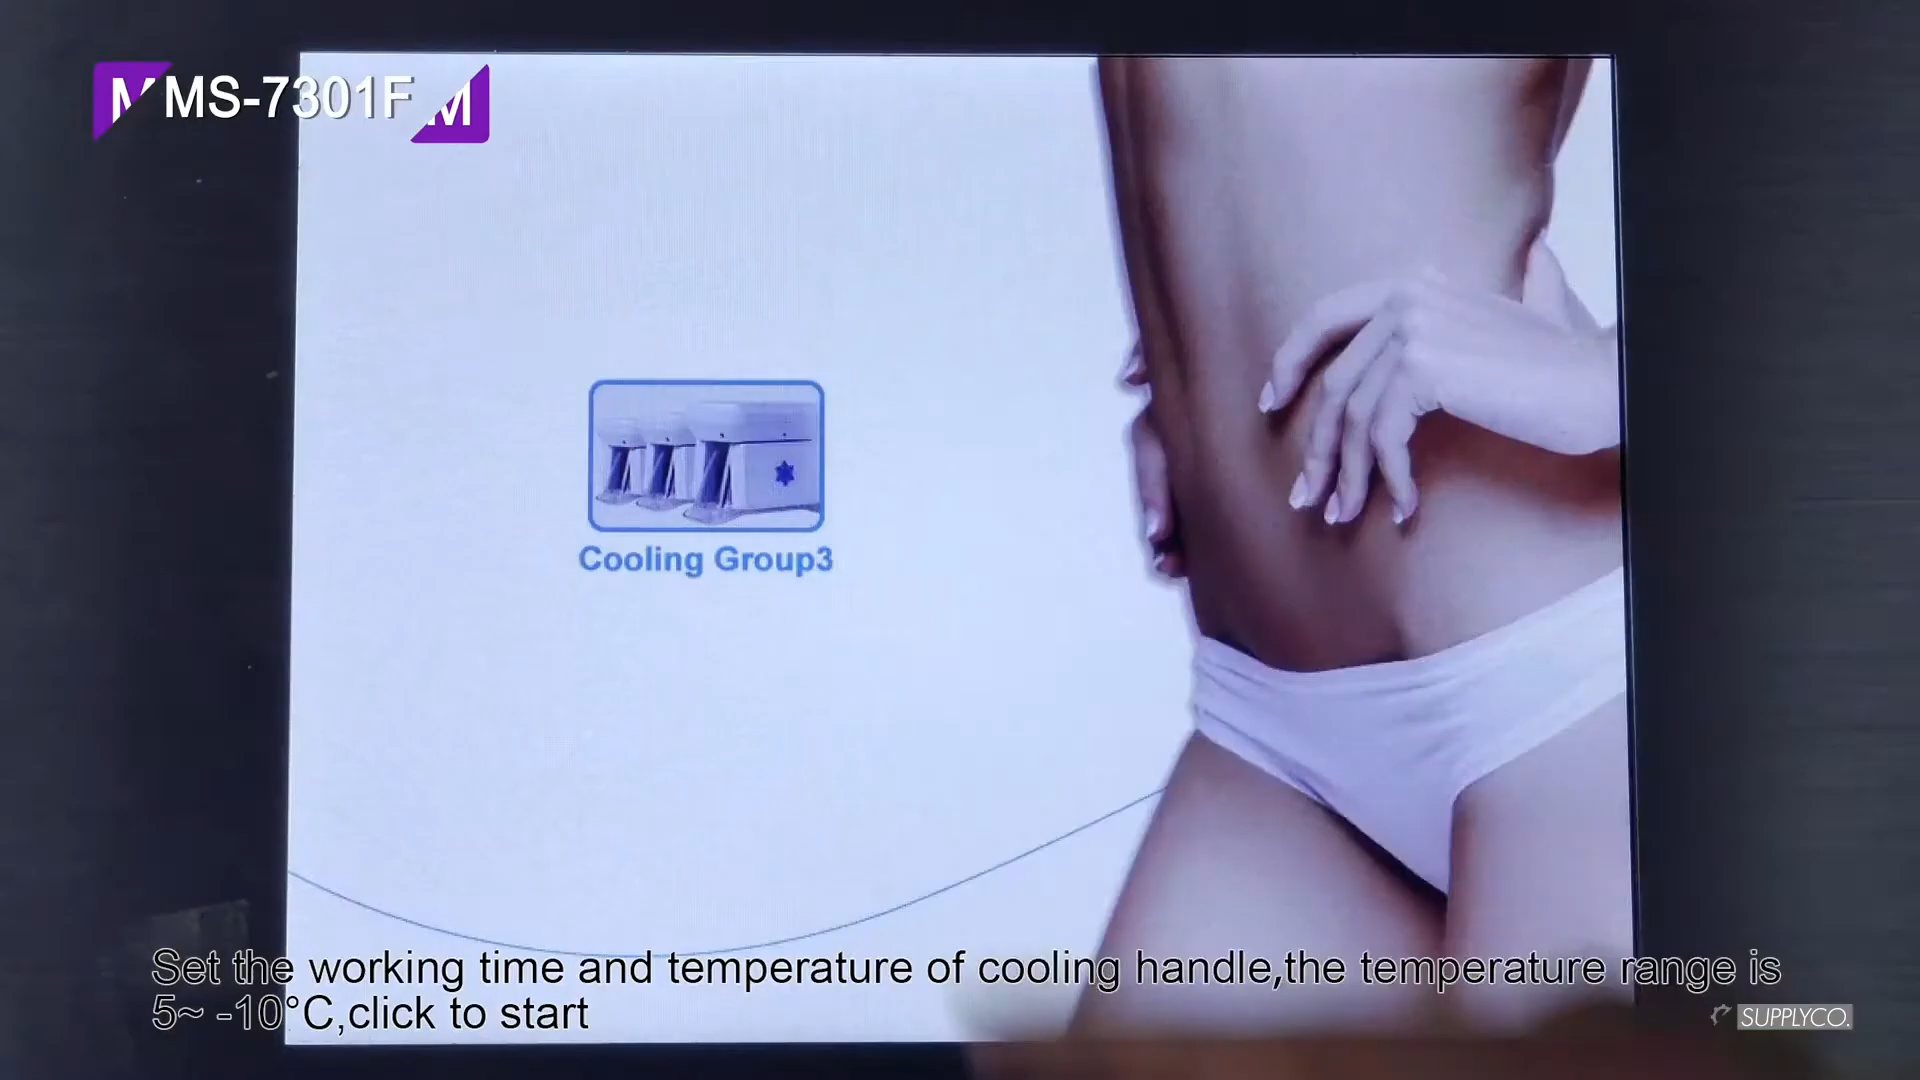 M MS-7301F M
Cooling Group3
Set the working time and temperature of cooling handle,the temperature range is
5~ -10°C,click to start
SUPPLYCO.